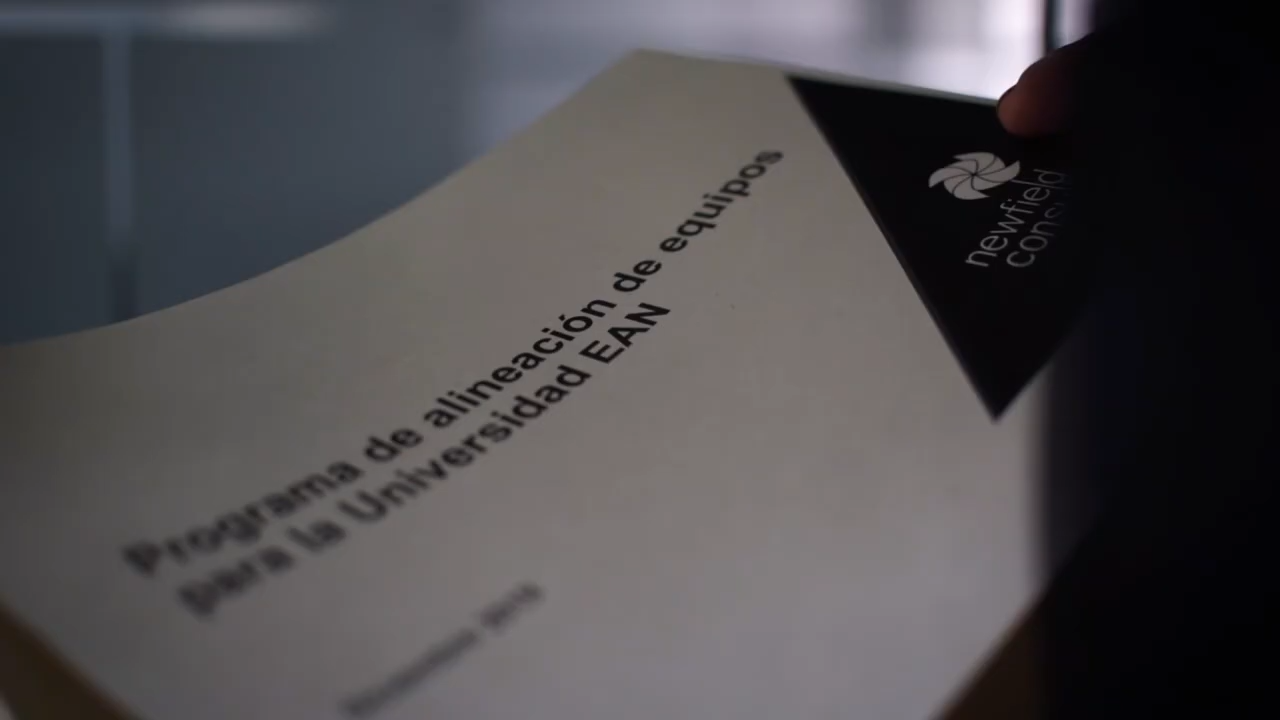 Programa de alineación de equipos
para la Universidad EAN
newfield